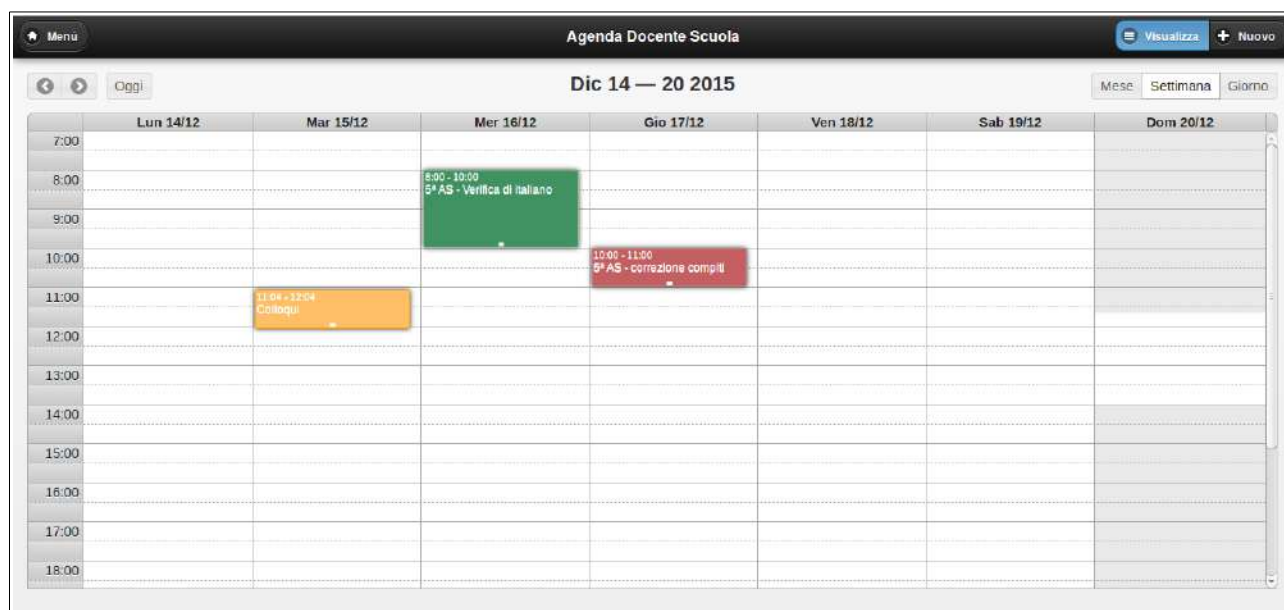 Menù
Agenda Docente Scuola
Visualizza
Nuovo
Oggi
Dic 14 — 20 2015
Mese
Settimana
Giorno
Lun 14/12
Mar 15/12
Mer 16/12
Gio 17/12
Ven 18/12
Sab 19/12
Dom 20/12
7:00
8:00
8:00 - 10:00
5ª AS - Verifica di italiano
9:00
10:00
10:00 - 11:00
5ª AS - correzione compiti
11:00
11:04 - 12:04
Colloqui
12:00
13:00
14:00
15:00
16:00
17:00
18:00